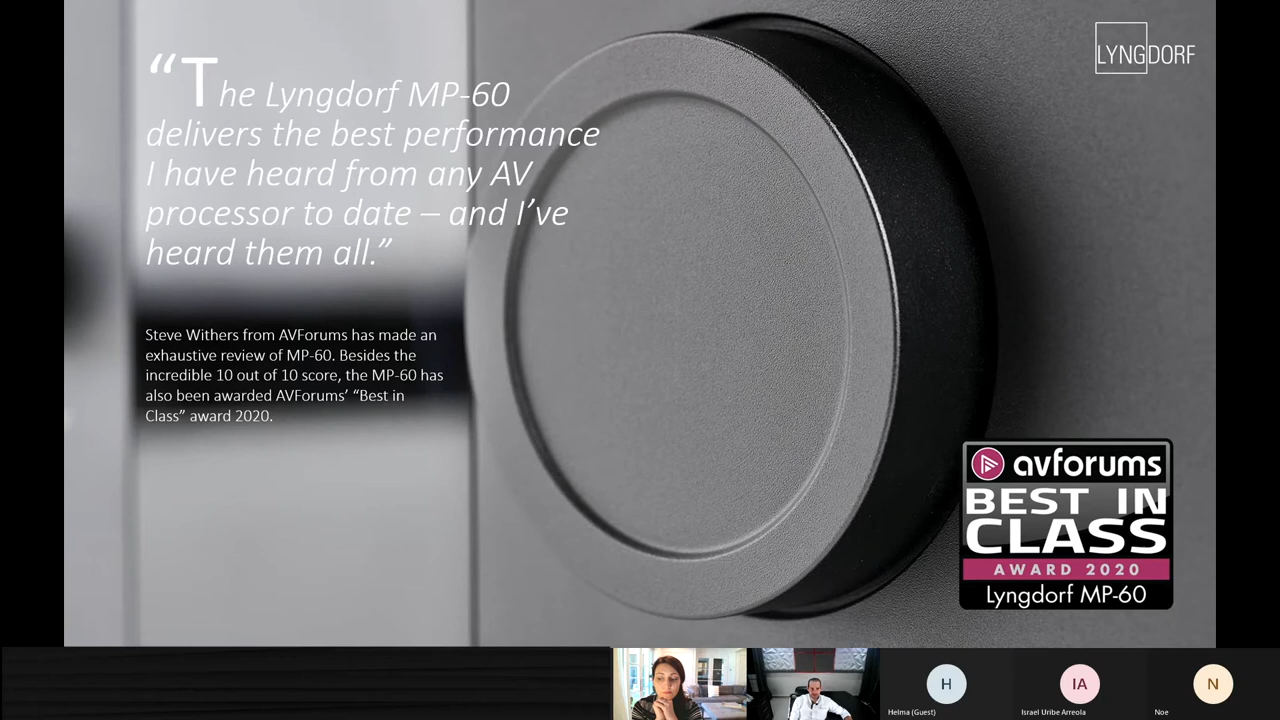 LYNGDORF
“The Lyngdorf MP-60
delivers the best performance
I have heard from any AV
processor to date – and I’ve
heard them all.”
Steve Withers from AVForums has made an
exhaustive review of MP-60. Besides the
incredible 10 out of 10 score, the MP-60 has
also been awarded AVForums’ “Best in
Class” award 2020.
avforums
BEST IN
CLASS
AWARD 2020
Lyngdorf MP-60
H
IA
N
Helma (Guest)
Israel Uribe Arreola
Noe